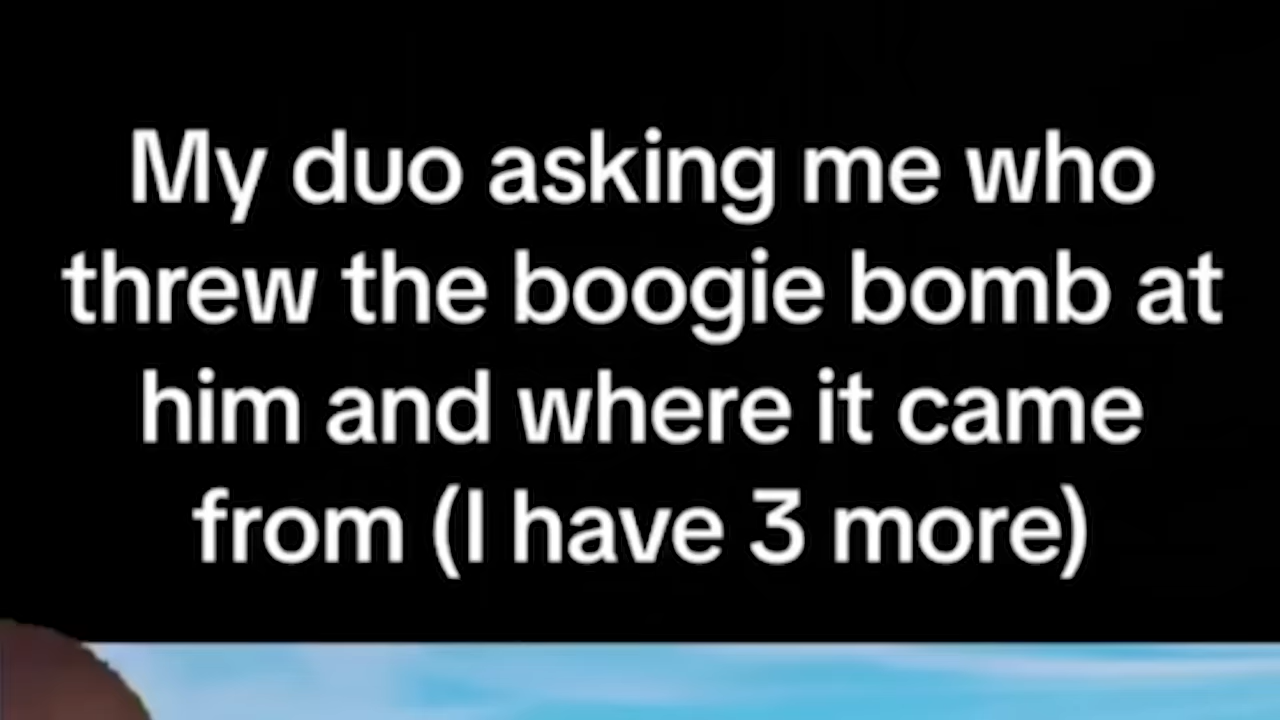 My duo asking me who
threw the boogie bomb at
him and where it came
from (I have 3 more)